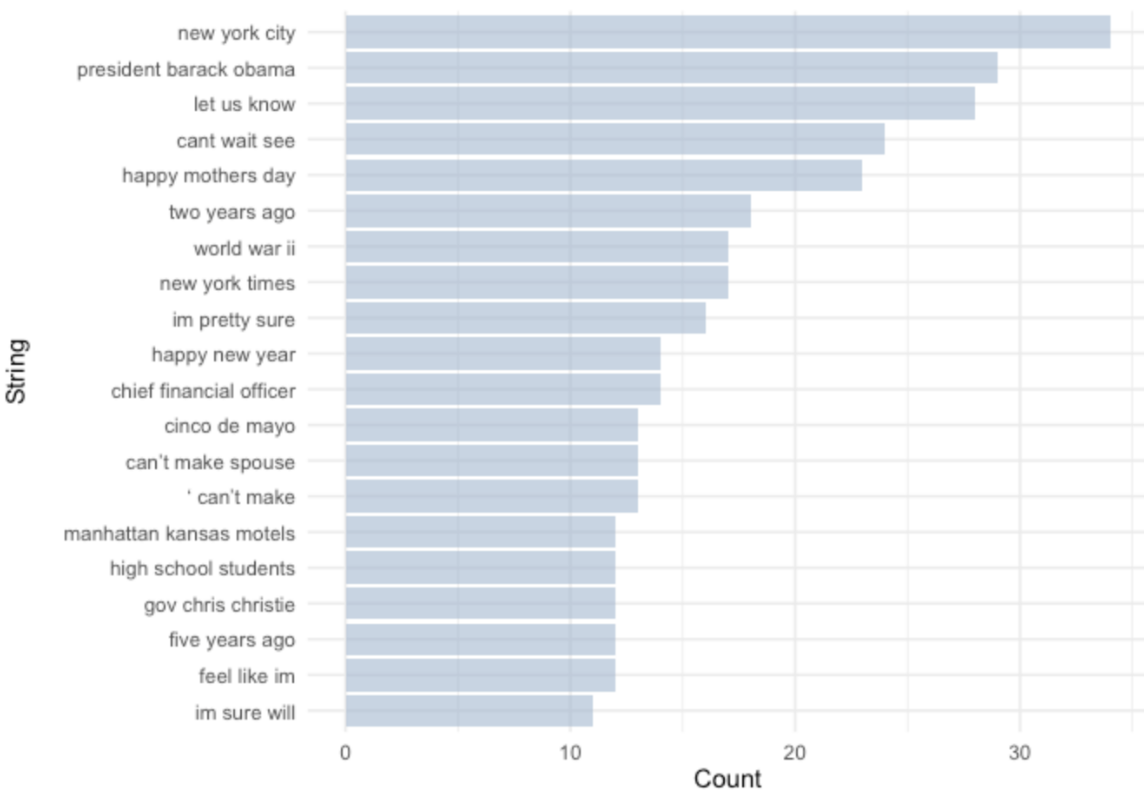 new york city
president barack obama
let us know
cant wait see
happy mothers day
two years ago
world war ii
new york times
im pretty sure
happy new year
chief financial officer
cinco de mayo
can’t make spouse
‘ can’t make
manhattan kansas motels
high school students
gov chris christie
five years ago
feel like im
im sure will
String
0 10 20 30
Count